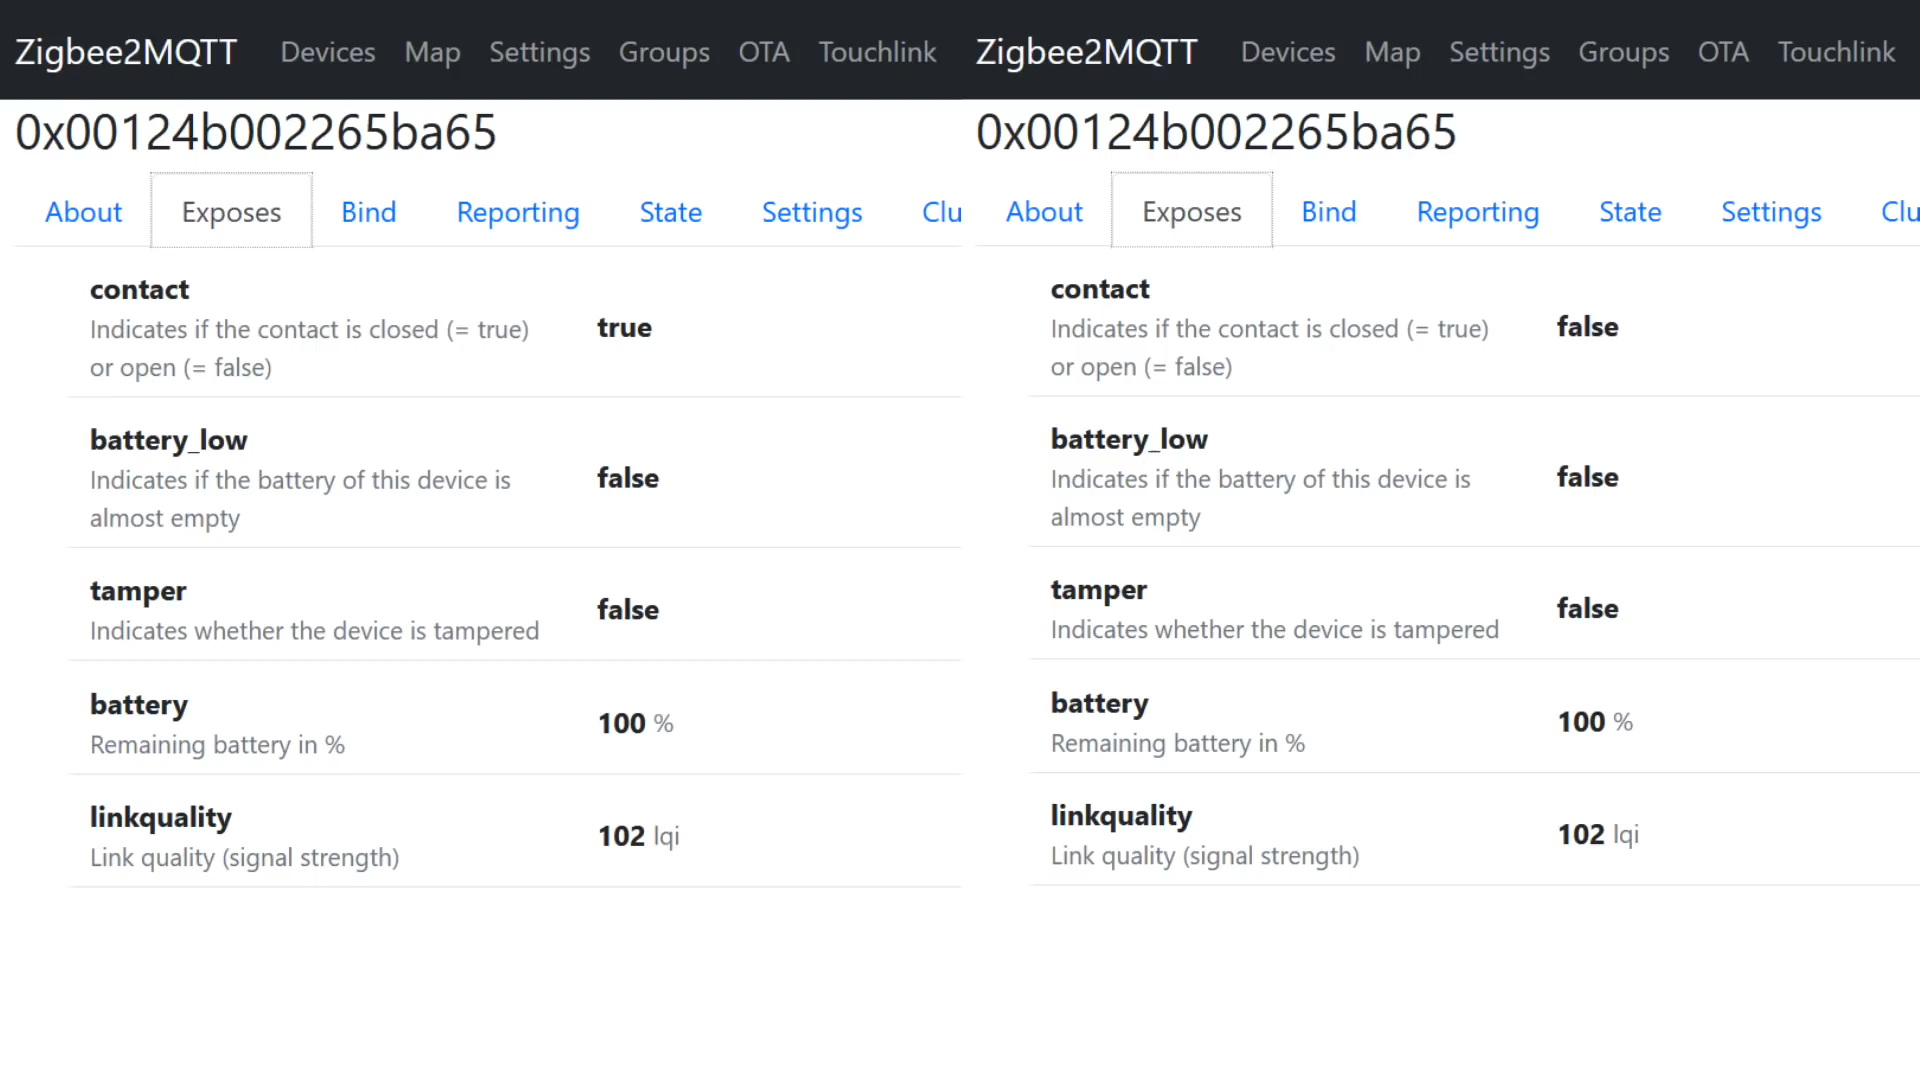 Zigbee2MQTT Devices Map Settings Groups OTA Touchlink
0x00124b002265ba65
About Exposes Bind Reporting State Settings Clu
contact
Indicates if the contact is closed (= true)
or open (= false)
true
battery_low
Indicates if the battery of this device is
almost empty
false
tamper
Indicates whether the device is tampered
false
battery
Remaining battery in %
100 %
linkquality
Link quality (signal strength)
102 lqi
Zigbee2MQTT Devices Map Settings Groups OTA Touchlink
0x00124b002265ba65
About Exposes Bind Reporting State Settings Clu
contact
Indicates if the contact is closed (= true)
or open (= false)
false
battery_low
Indicates if the battery of this device is
almost empty
false
tamper
Indicates whether the device is tampered
false
battery
Remaining battery in %
100 %
linkquality
Link quality (signal strength)
102 lqi